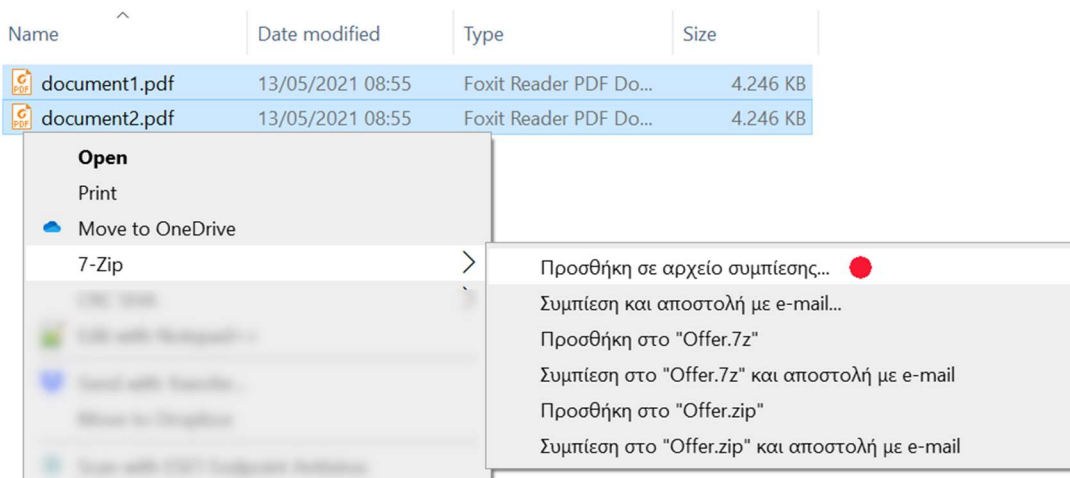 Name Date modified Type Size
document1.pdf 13/05/2021 08:55 Foxit Reader PDF Do... 4.246 KB
document2.pdf 13/05/2021 08:55 Foxit Reader PDF Do... 4.246 KB
Open
Print
Move to OneDrive
7-Zip
Προσθήκη σε αρχείο συμπίεσης...
Συμπίεση και αποστολή με e-mail...
Προσθήκη στο "Offer.7z"
Συμπίεση στο "Offer.7z" και αποστολή με e-mail
Προσθήκη στο "Offer.zip"
Συμπίεση στο "Offer.zip" και αποστολή με e-mail